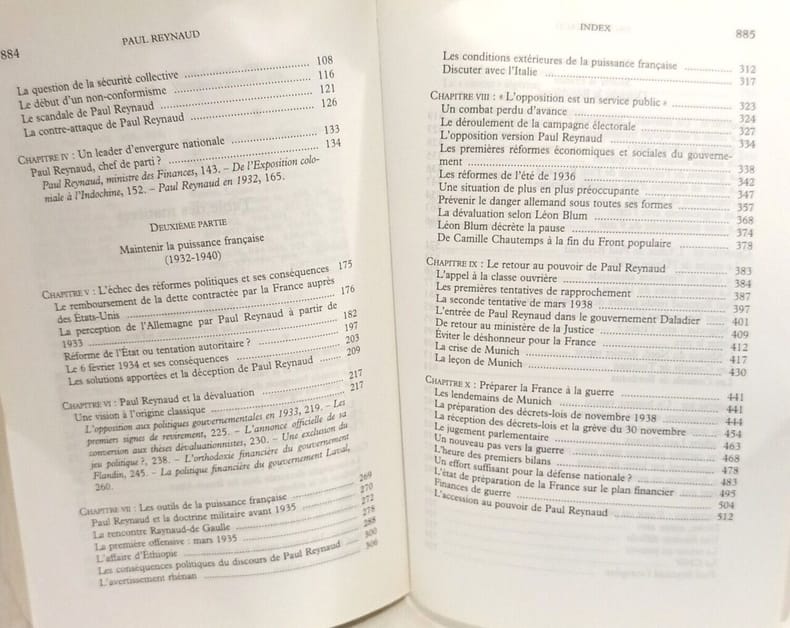 884
PAUL REYNAUD
La question de la sécurité collective ........ 108
Le début d'un non-conformisme ........ 116
Le scandale de Paul Reynaud ........ 121
La contre-attaque de Paul Reynaud ........ 126
CHAPITRE IV : Un leader d'envergure nationale ........ 133
Paul Reynaud, chef de parti ? ........ 134
Paul Reynaud, ministre des Finances, 143. – De l'Exposition colo-
niale à l'Indochine, 152. – Paul Reynaud en 1932, 165.
DEUXIÈME PARTIE
Maintenir la puissance française
(1932-1940)
CHAPITRE V : L'échec des réformes politiques et ses conséquences 175
Le remboursement de la dette contractée par la France auprès
des États-Unis ........ 176
La perception de l'Allemagne par Paul Reynaud à partir de
1933 ........ 182
Réforme de l'État ou tentation autoritaire ? ........ 197
Le 6 février 1934 et ses conséquences ........ 203
Les solutions apportées et la déception de Paul Reynaud ........ 209
CHAPITRE VI : Paul Reynaud et la dévaluation ........ 217
Une vision à l'origine classique ........ 217
L'opposition aux politiques gouvernementales en 1933, 219. – Les
premiers signes de revirement, 225. – L'annonce officielle de sa
conversion aux thèses dévaluationnistes, 230. – Une exclusion du
jeu politique ?, 238. – L'orthodoxie financière du gouvernement
Flandin, 245. – La politique financière du gouvernement Laval,
260.
CHAPITRE VII : Les outils de la puissance française ........ 269
Paul Reynaud et la doctrine militaire avant 1935 ........ 270
La rencontre Raynaud-de Gaulle ........ 272
La première offensive : mars 1935 ........ 278
L'affaire d'Éthiopie ........ 288
Les conséquences politiques du discours de Paul Reynaud ........ 300
L'avertissement rhénan ........ 306
INDEX
885
Les conditions extérieures de la puissance française ........ 312
Discuter avec l'Italie ........ 317
CHAPITRE VIII : « L'opposition est un service public » ........ 323
Un combat perdu d'avance ........ 324
Le déroulement de la campagne électorale ........ 327
L'opposition version Paul Reynaud ........ 334
Les premières réformes économiques et sociales du gouverne-
ment ........ 338
Les réformes de l'été de 1936 ........ 342
Une situation de plus en plus préoccupante ........ 347
Prévenir le danger allemand sous toutes ses formes ........ 357
La dévaluation selon Léon Blum ........ 368
Léon Blum décrète la pause ........ 374
De Camille Chautemps à la fin du Front populaire ........ 378
CHAPITRE IX : Le retour au pouvoir de Paul Reynaud ........ 383
L'appel à la classe ouvrière ........ 384
Les premières tentatives de rapprochement ........ 387
La seconde tentative de mars 1938 ........ 397
L'entrée de Paul Reynaud dans le gouvernement Daladier ........ 401
De retour au ministère de la Justice ........ 409
Éviter le déshonneur pour la France ........ 412
La crise de Munich ........ 417
La leçon de Munich ........ 430
CHAPITRE X : Préparer la France à la guerre ........ 441
Les lendemains de Munich ........ 441
La préparation des décrets-lois de novembre 1938 ........ 444
La réception des décrets-lois et la grève du 30 novembre ........ 454
Le jugement parlementaire ........ 463
Un nouveau pas vers la guerre ........ 468
L'heure des premiers bilans ........ 478
Un effort suffisant pour la défense nationale ? ........ 483
L'état de préparation de la France sur le plan financier ........ 495
Finances de guerre ........ 504
L'accession au pouvoir de Paul Reynaud ........ 512